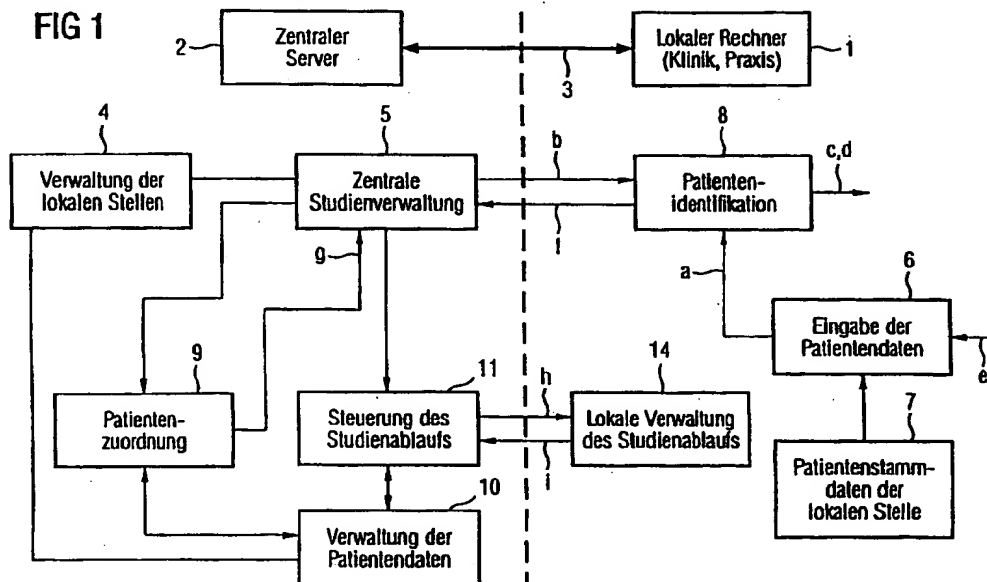 FIG 1
2
Zentraler
Server
3
Lokaler Rechner
(Klinik, Praxis)
1
4
Verwaltung der
lokalen Stellen
5
Zentrale
Studienverwaltung
b
f
8
Patienten-
identifikation
c,d
g
a
6
Eingabe der
Patientendaten
e
9
Patienten-
zuordnung
11
Steuerung des
Studienablaufs
h
i
14
Lokale Verwaltung
des Studienablaufs
7
Patientenstamm-
daten der
lokalen Stelle
10
Verwaltung der
Patientendaten